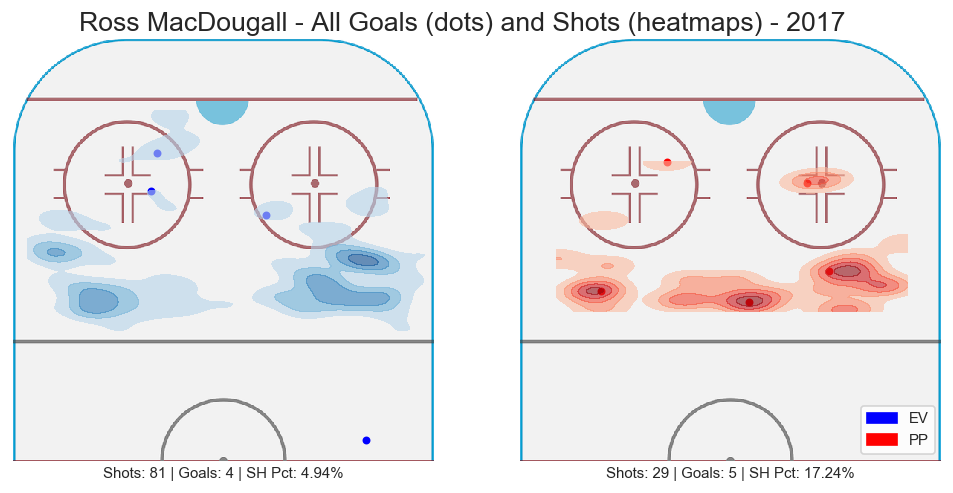 Ross MacDougall - All Goals (dots) and Shots (heatmaps) - 2017
EV
PP
Shots: 81 | Goals: 4 | SH Pct: 4.94%
Shots: 29 | Goals: 5 | SH Pct: 17.24%